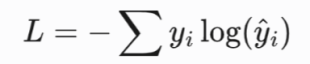 L = −∑ yᵢ log(ŷᵢ)